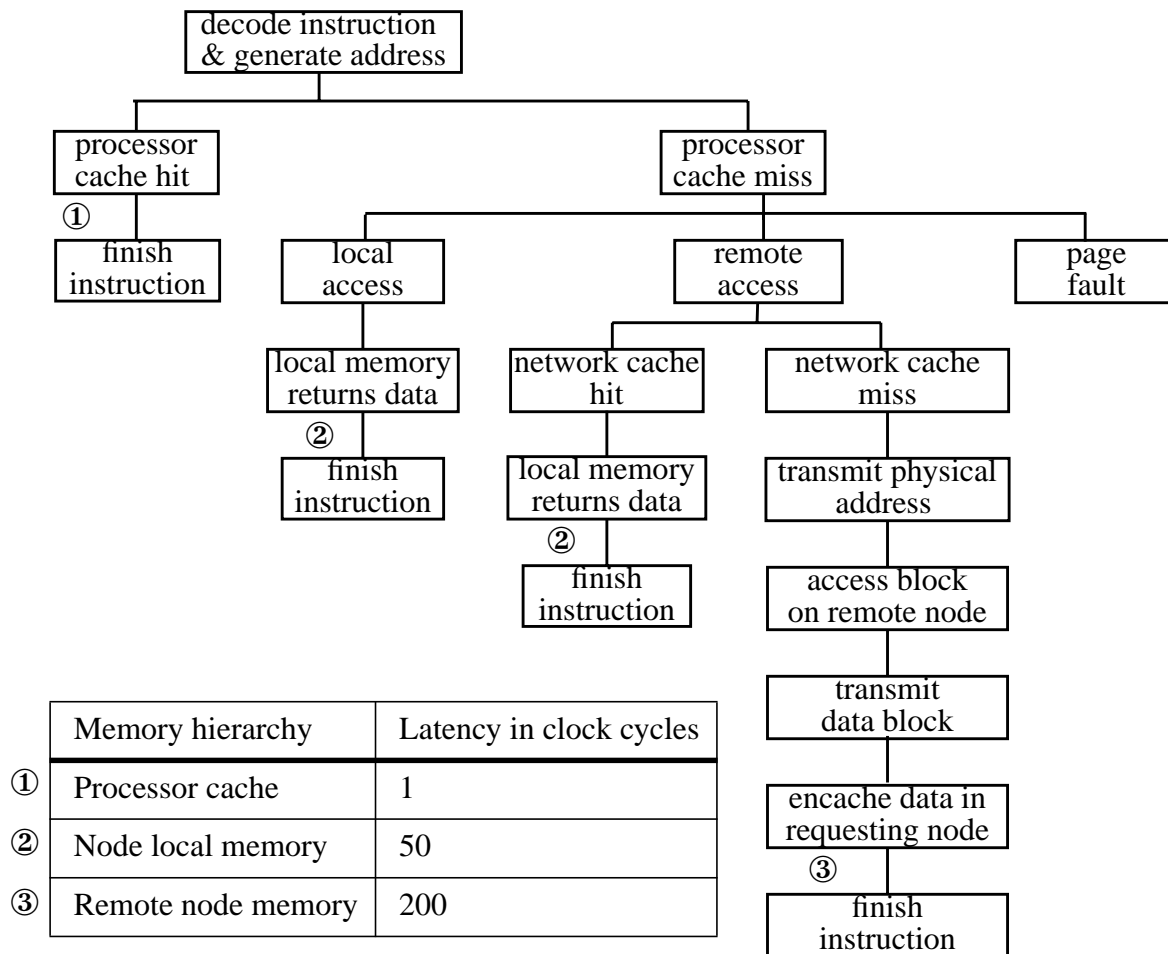 decode instruction
& generate address
processor
cache hit
processor
cache miss
①
finish
instruction
local
access
remote
access
page
fault
local memory
returns data
network cache
hit
network cache
miss
②
finish
instruction
local memory
returns data
transmit physical
address
②
finish
instruction
access block
on remote node
transmit
data block
encache data in
requesting node
③
finish
instruction
Memory hierarchy Latency in clock cycles
① Processor cache 1
② Node local memory 50
③ Remote node memory 200